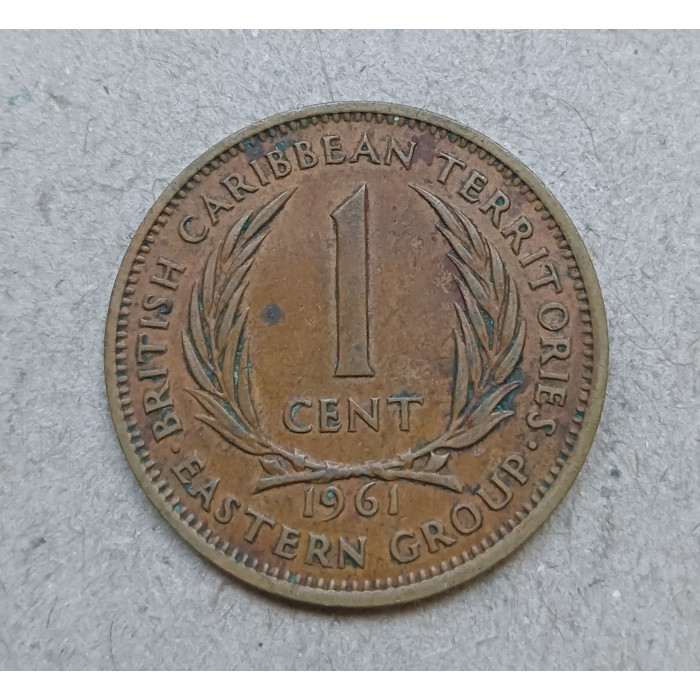 BRITISH CARIBBEAN TERRITORIES
1
CENT
1961
· EASTERN GROUP ·